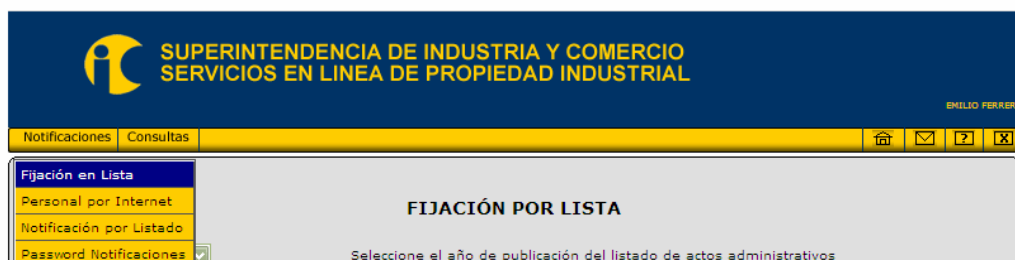 SUPERINTENDENCIA DE INDUSTRIA Y COMERCIO
SERVICIOS EN LINEA DE PROPIEDAD INDUSTRIAL
EMILIO FERRER
Notificaciones Consultas
Fijación en Lista
Personal por Internet
FIJACIÓN POR LISTA
Notificación por Listado
Password Notificaciones
Seleccione el año de publicación del listado de actos administrativos